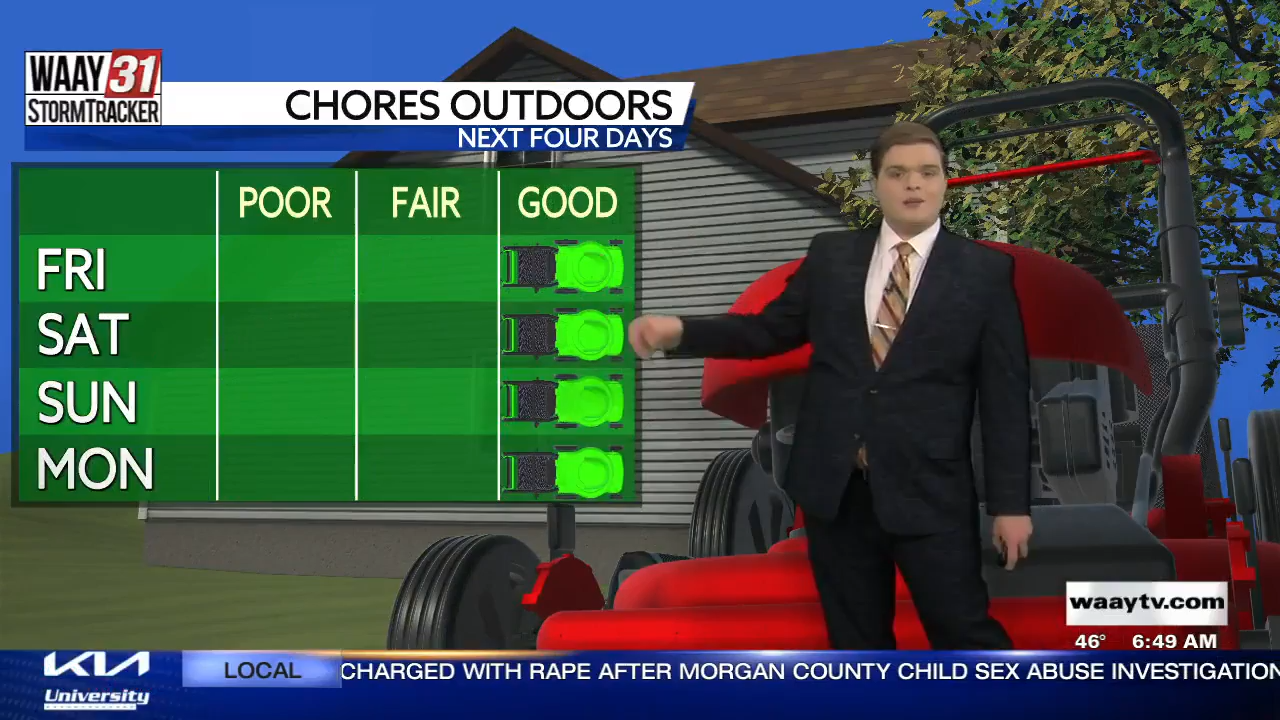 WAAY 31
STORMTRACKER
CHORES OUTDOORS
NEXT FOUR DAYS
POOR FAIR GOOD
FRI
SAT
SUN
MON
waaytv.com
46° 6:49 AM
KIA
University
LOCAL CHARGED WITH RAPE AFTER MORGAN COUNTY CHILD SEX ABUSE INVESTIGATION